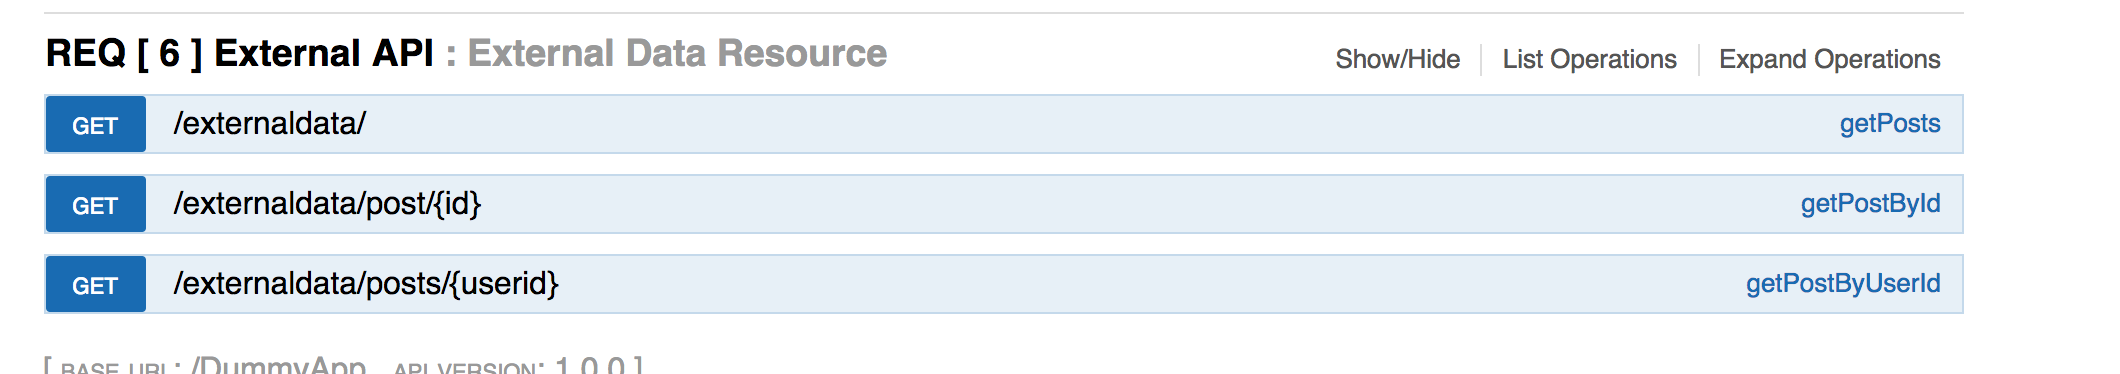 REQ [ 6 ] External API : External Data Resource
Show/Hide
List Operations
Expand Operations
GET /externaldata/ getPosts
GET /externaldata/post/{id} getPostById
GET /externaldata/posts/{userid} getPostByUserId
[ BASE URL: /DummyApp , API VERSION: 1.0.0 ]